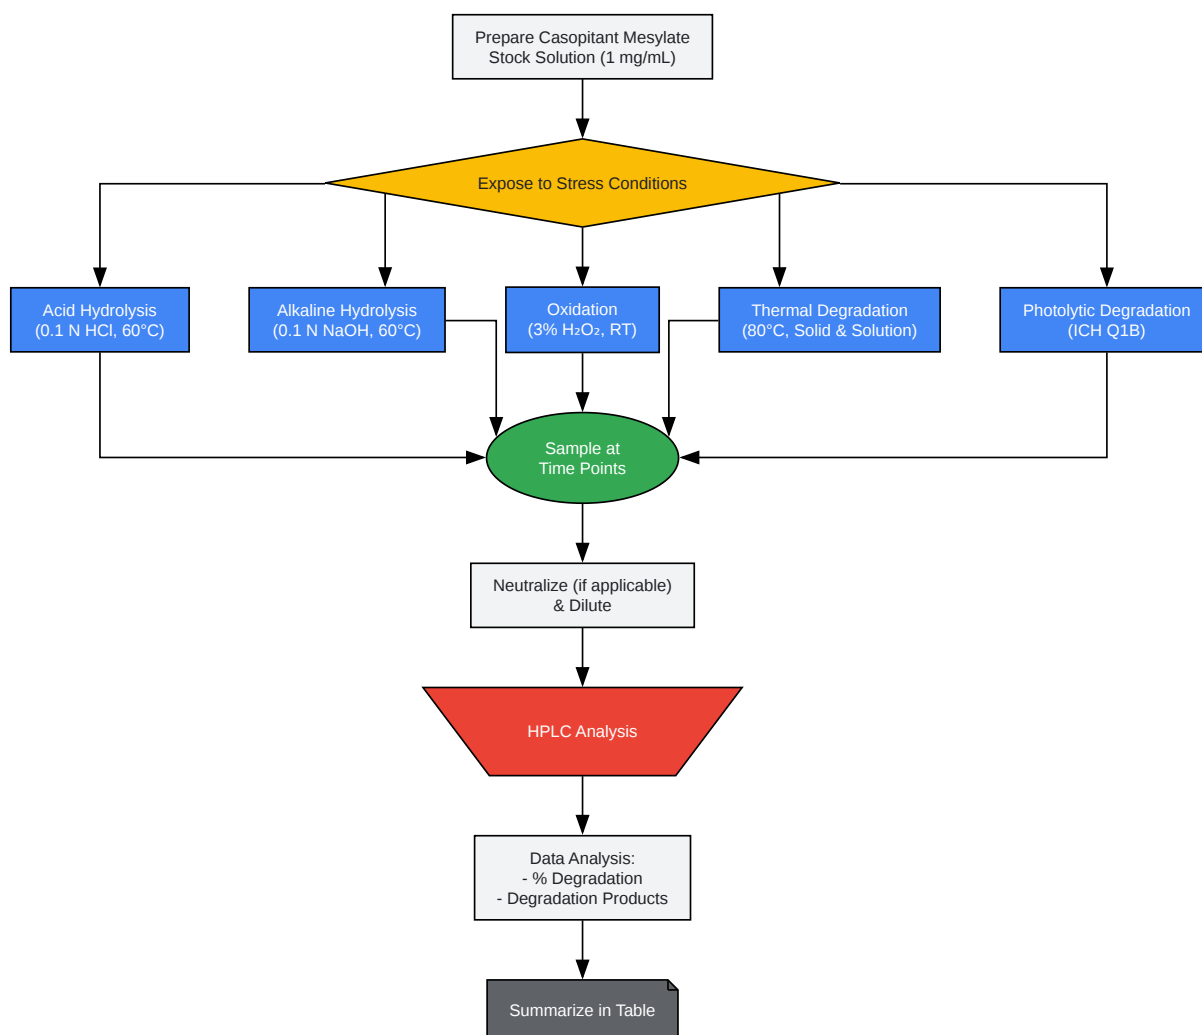 Prepare Casopitant Mesylate
Stock Solution (1 mg/mL)
Expose to Stress Conditions
Acid Hydrolysis
(0.1 N HCl, 60°C)
Alkaline Hydrolysis
(0.1 N NaOH, 60°C)
Oxidation
(3% H₂O₂, RT)
Thermal Degradation
(80°C, Solid & Solution)
Photolytic Degradation
(ICH Q1B)
Sample at
Time Points
Neutralize (if applicable)
& Dilute
HPLC Analysis
Data Analysis:
- % Degradation
- Degradation Products
Summarize in Table